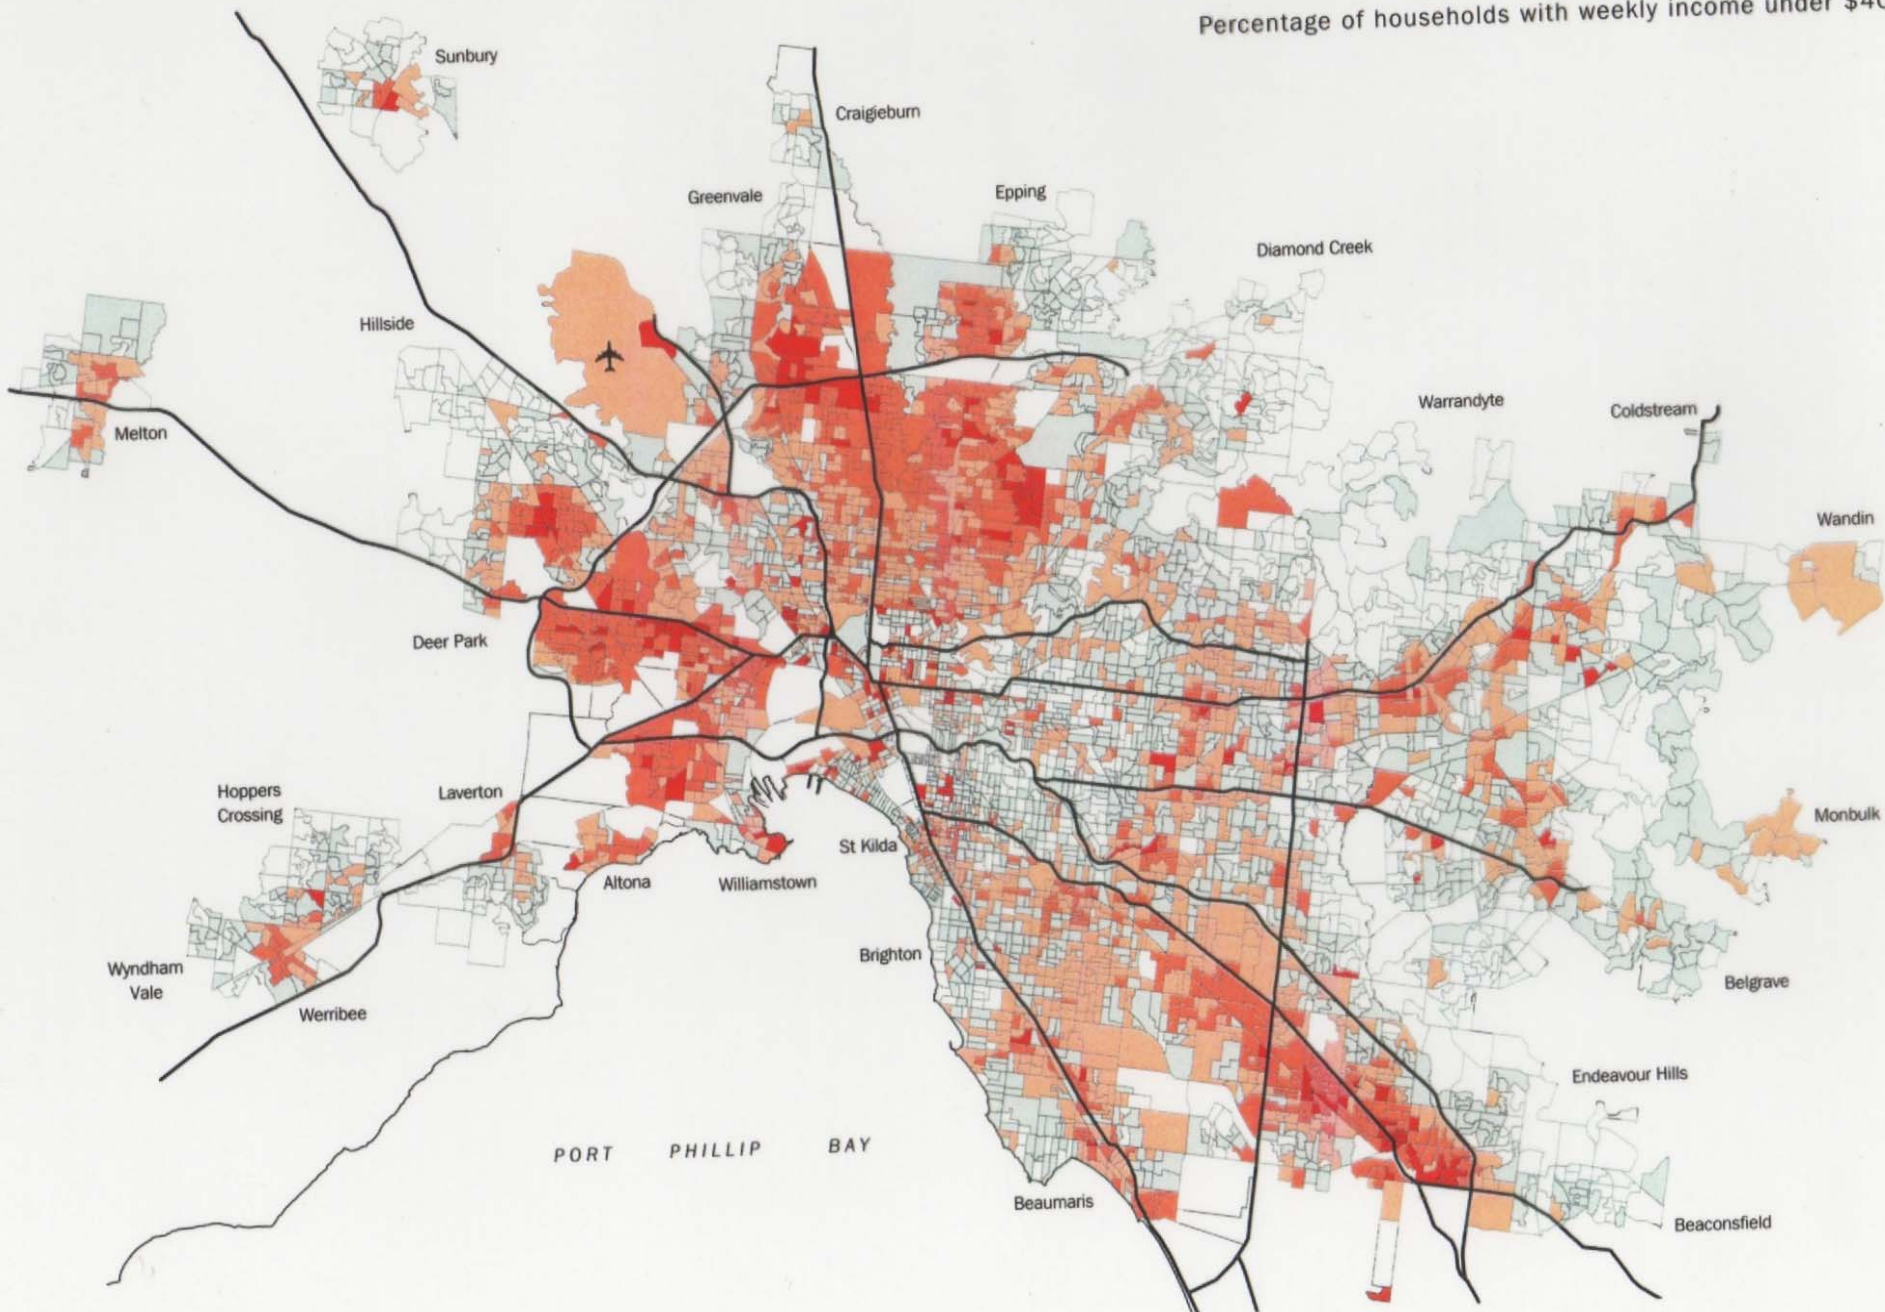 Percentage of households with weekly income under $40
Sunbury
Craigieburn
Greenvale
Epping
Diamond Creek
Hillside
Warrandyte
Coldstream
Melton
Wandin
Deer Park
Hoppers
Crossing
Laverton
Monbulk
St Kilda
Altona
Williamstown
Brighton
Wyndham
Vale
Belgrave
Werribee
Endeavour Hills
PORT PHILLIP BAY
Beaumaris
Beaconsfield